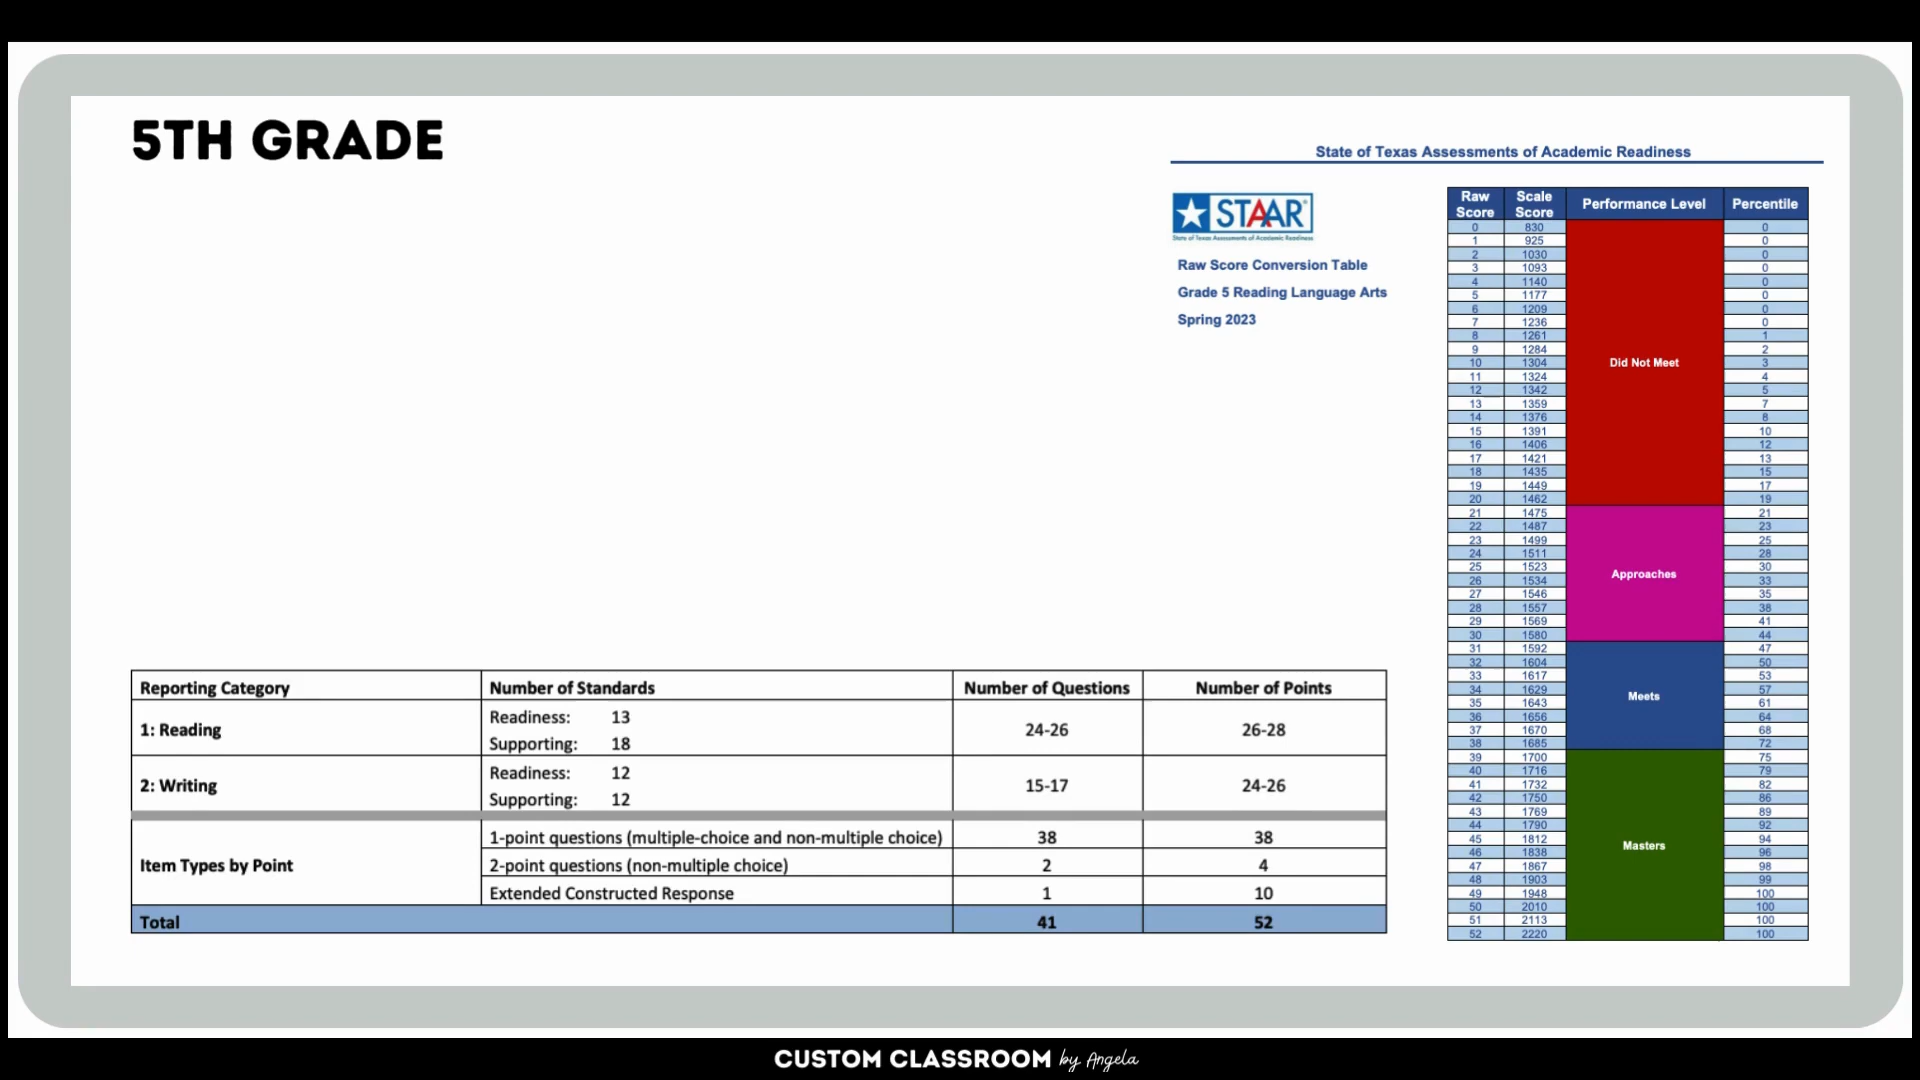 5TH GRADE
State of Texas Assessments of Academic Readiness
STAAR®
State of Texas Assessments of Academic Readiness
Raw Score Conversion Table
Grade 5 Reading Language Arts
Spring 2023
Reporting Category Number of Standards Number of Questions Number of Points
1: Reading Readiness: 13 Supporting: 18 24-26 26-28
2: Writing Readiness: 12 Supporting: 12 15-17 24-26
Item Types by Point
1-point questions (multiple-choice and non-multiple choice) 38 38
2-point questions (non-multiple choice) 2 4
Extended Constructed Response 1 10
Total 41 52
Raw Score Scale Score Performance Level Percentile
0 830 0
1 925 0
2 1030 0
3 1093 0
4 1140 0
5 1177 0
6 1209 0
7 1236 0
8 1261 1
9 1284 2
10 1304 Did Not Meet 3
11 1324 4
12 1342 5
13 1359 7
14 1376 8
15 1391 10
16 1406 12
17 1421 13
18 1435 15
19 1449 17
20 1462 19
21 1475 21
22 1487 23
23 1499 25
24 1511 28
25 1523 30
26 1534 Approaches 33
27 1546 35
28 1557 38
29 1569 41
30 1580 44
31 1592 47
32 1604 50
33 1617 53
34 1629 Meets 57
35 1643 61
36 1656 64
37 1670 68
38 1685 72
39 1700 75
40 1716 79
41 1732 82
42 1750 86
43 1769 89
44 1790 92
45 1812 Masters 94
46 1838 96
47 1867 98
48 1903 99
49 1948 100
50 2010 100
51 2113 100
52 2220 100
CUSTOM CLASSROOM by Angela